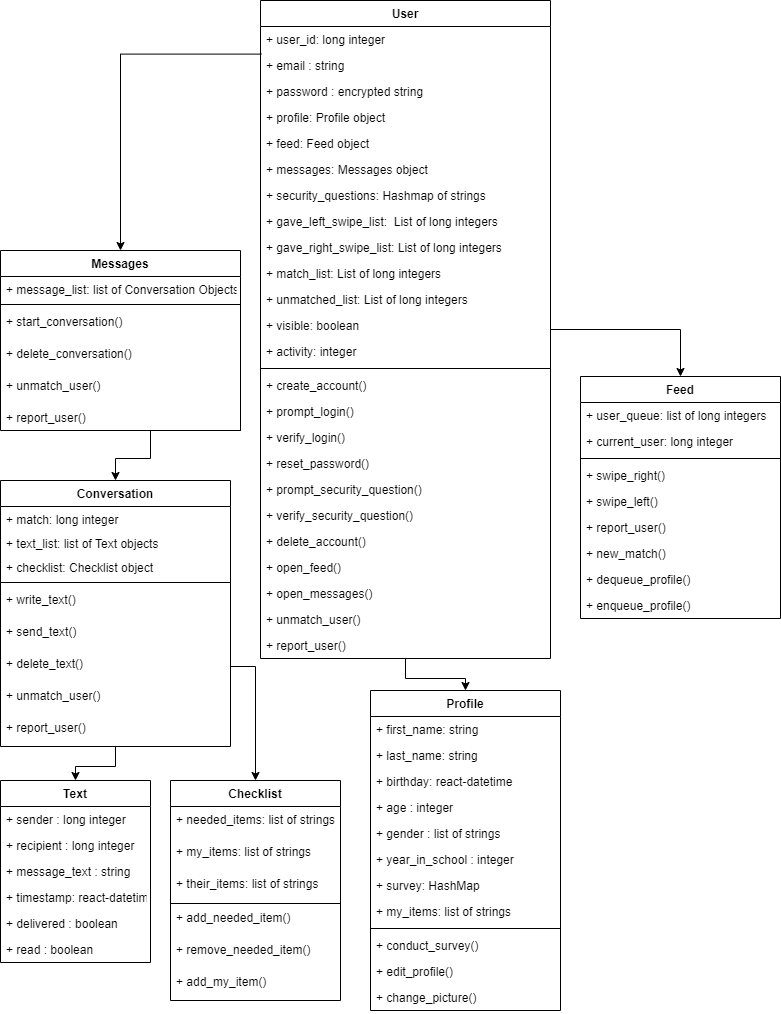 User
+ user_id: long integer
+ email : string
+ password : encrypted string
+ profile: Profile object
+ feed: Feed object
+ messages: Messages object
+ security_questions: Hashmap of strings
+ gave_left_swipe_list:  List of long integers
+ gave_right_swipe_list: List of long integers
+ match_list: List of long integers
+ unmatched_list: List of long integers
+ visible: boolean
+ activity: integer
+ create_account()
+ prompt_login()
+ verify_login()
+ reset_password()
+ prompt_security_question()
+ verify_security_question()
+ delete_account()
+ open_feed()
+ open_messages()
+ unmatch_user()
+ report_user()
Messages
+ message_list: list of Conversation Objects
+ start_conversation()
+ delete_conversation()
+ unmatch_user()
+ report_user()
Feed
+ user_queue: list of long integers
+ current_user: long integer
+ swipe_right()
+ swipe_left()
+ report_user()
+ new_match()
+ dequeue_profile()
+ enqueue_profile()
Conversation
+ match: long integer
+ text_list: list of Text objects
+ checklist: Checklist object
+ write_text()
+ send_text()
+ delete_text()
+ unmatch_user()
+ report_user()
Text
+ sender : long integer
+ recipient : long integer
+ message_text : string
+ timestamp: react-datetim
+ delivered : boolean
+ read : boolean
Checklist
+ needed_items: list of strings
+ my_items: list of strings
+ their_items: list of strings
+ add_needed_item()
+ remove_needed_item()
+ add_my_item()
Profile
+ first_name: string
+ last_name: string
+ birthday: react-datetime
+ age : integer
+ gender : list of strings
+ year_in_school : integer
+ survey: HashMap
+ my_items: list of strings
+ conduct_survey()
+ edit_profile()
+ change_picture()